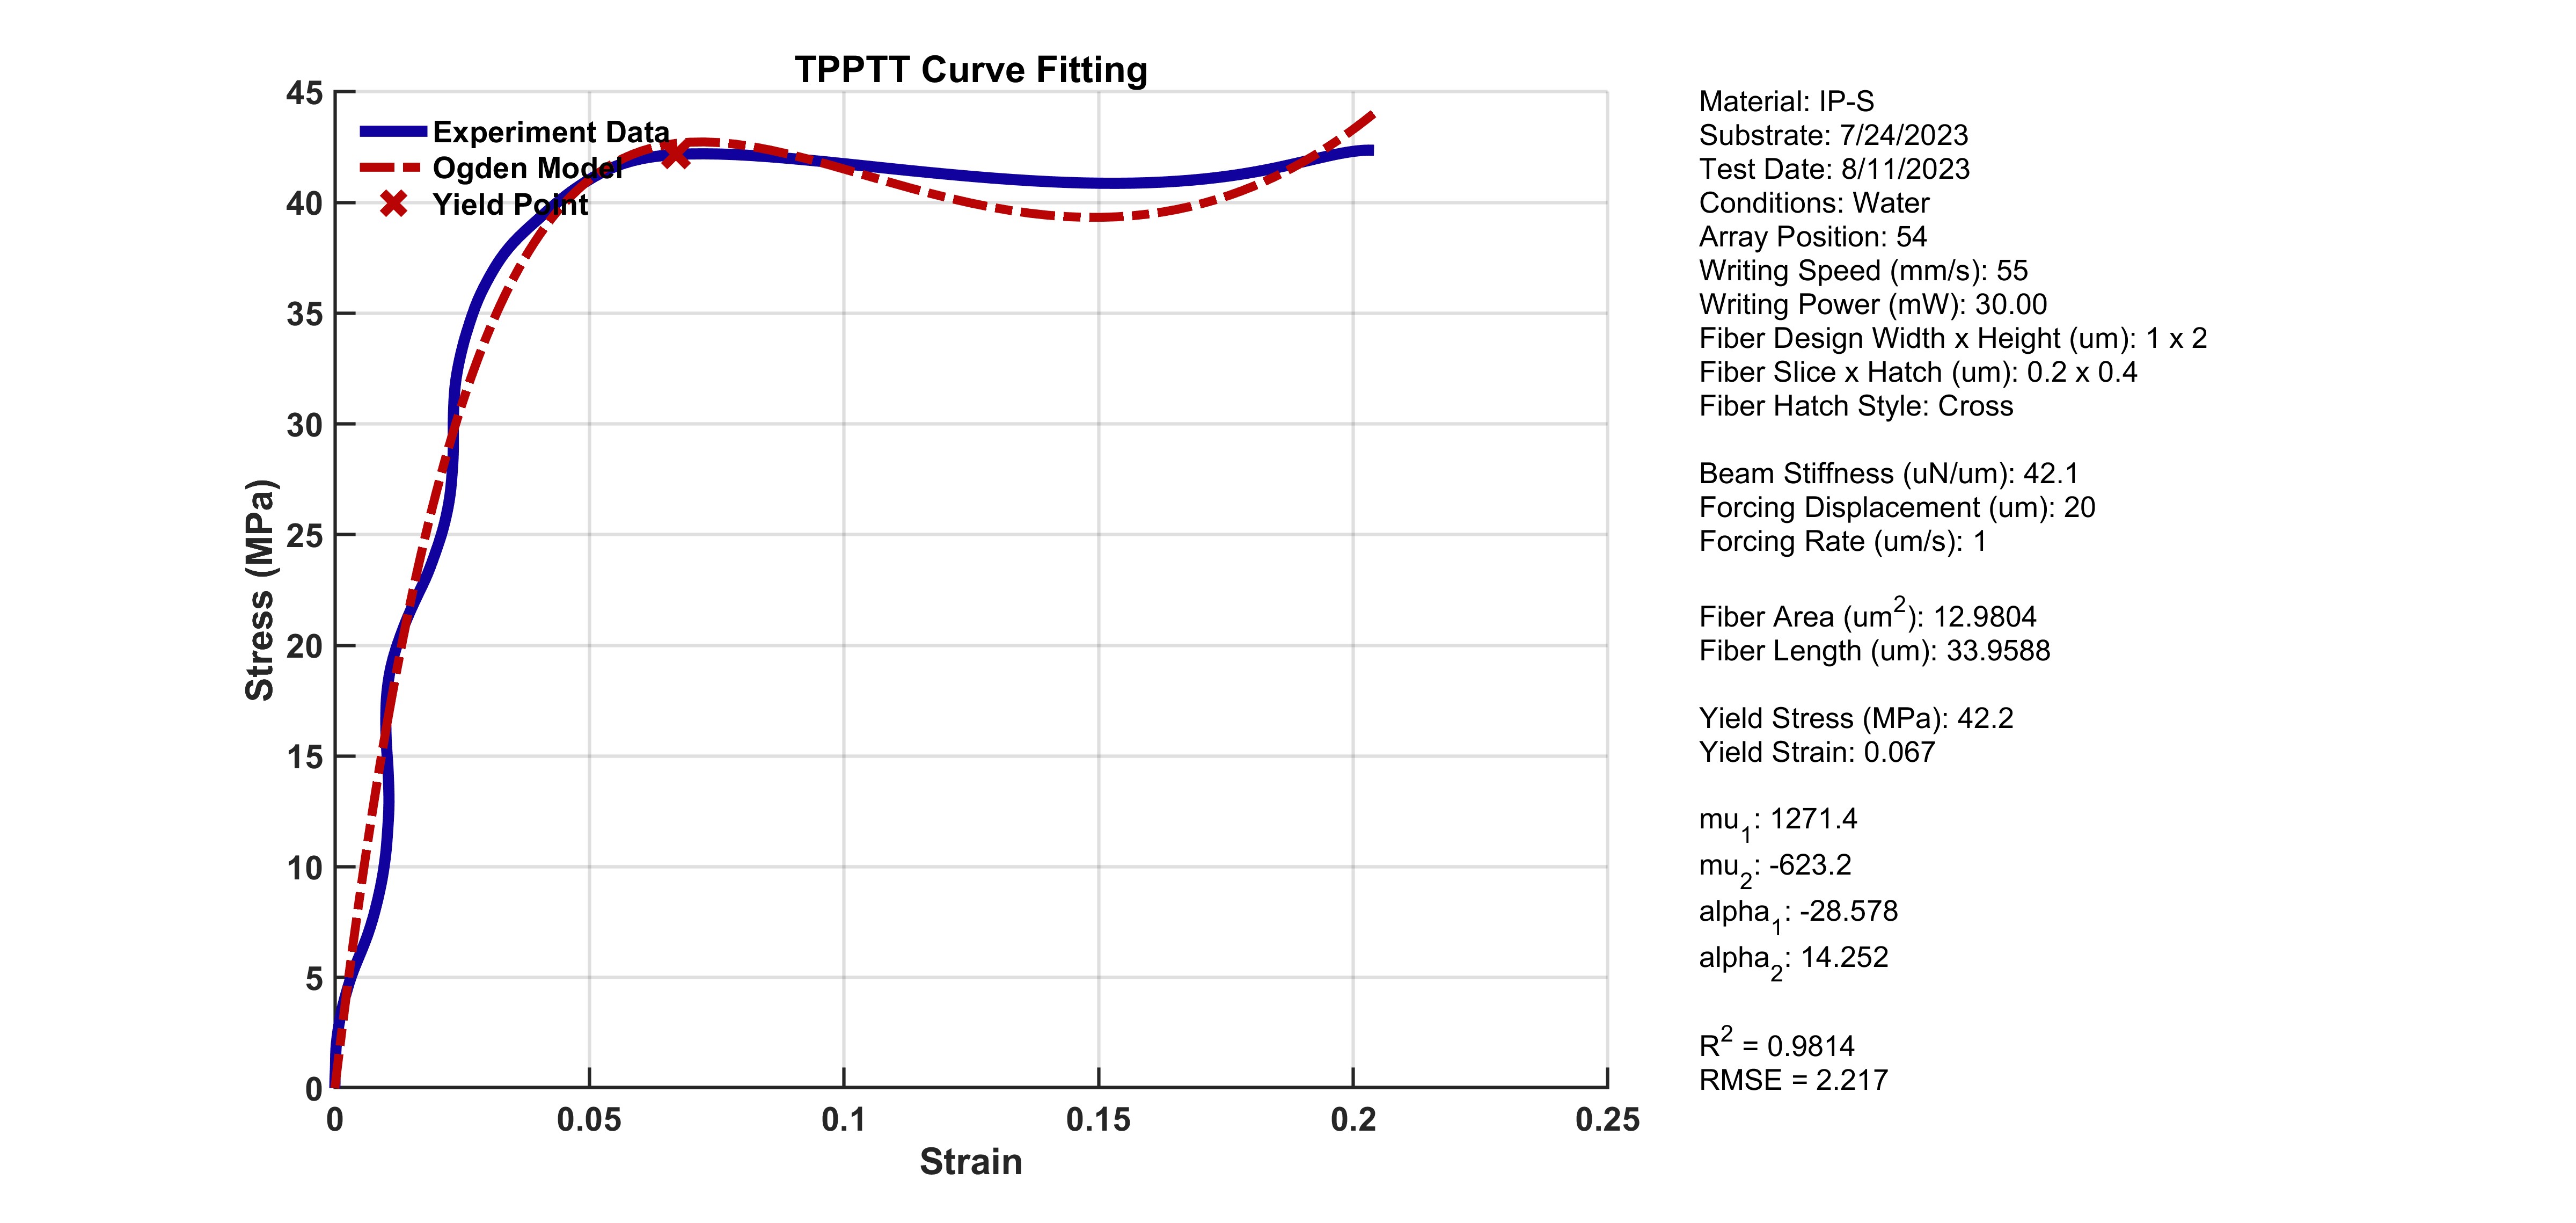 TPPTT Curve Fitting
45
40
35
30
25
20
15
10
5
0
Stress (MPa)
Experiment Data
Ogden Model
Yield Point
0
0.05
0.1
0.15
0.2
0.25
Strain
Material: IP-S
Substrate: 7/24/2023
Test Date: 8/11/2023
Conditions: Water
Array Position: 54
Writing Speed (mm/s): 55
Writing Power (mW): 30.00
Fiber Design Width x Height (um): 1 x 2
Fiber Slice x Hatch (um): 0.2 x 0.4
Fiber Hatch Style: Cross
Beam Stiffness (uN/um): 42.1
Forcing Displacement (um): 20
Forcing Rate (um/s): 1
Fiber Area (um²): 12.9804
Fiber Length (um): 33.9588
Yield Stress (MPa): 42.2
Yield Strain: 0.067
mu₁: 1271.4
mu₂: -623.2
alpha₁: -28.578
alpha₂: 14.252
R² = 0.9814
RMSE = 2.217